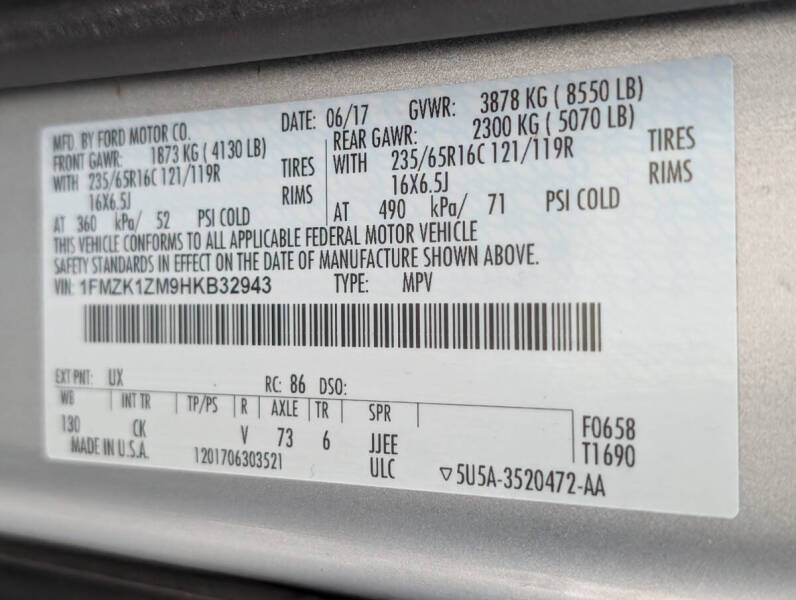 MFD. BY FORD MOTOR CO. DATE: 06/17 GVWR: 3878 KG ( 8550 LB)
FRONT GAWR: 1873 KG ( 4130 LB) REAR GAWR: 2300 KG ( 5070 LB)
WITH 235/65R16C 121/119R TIRES WITH 235/65R16C 121/119R TIRES
16X6.5J RIMS 16X6.5J RIMS
AT 360 kPa/ 52 PSI COLD AT 490 kPa/ 71 PSI COLD
THIS VEHICLE CONFORMS TO ALL APPLICABLE FEDERAL MOTOR VEHICLE
SAFETY STANDARDS IN EFFECT ON THE DATE OF MANUFACTURE SHOWN ABOVE.
VIN: 1FMZK1ZM9HKB32943 TYPE: MPV
EXT PNT: UX RC: 86 DSO:
WB INT TR TP/PS R AXLE TR SPR
130 CK V 73 6 JJEE F0658
MADE IN U.S.A. 1201706303521 ULC T1690
▽5U5A-3520472-AA